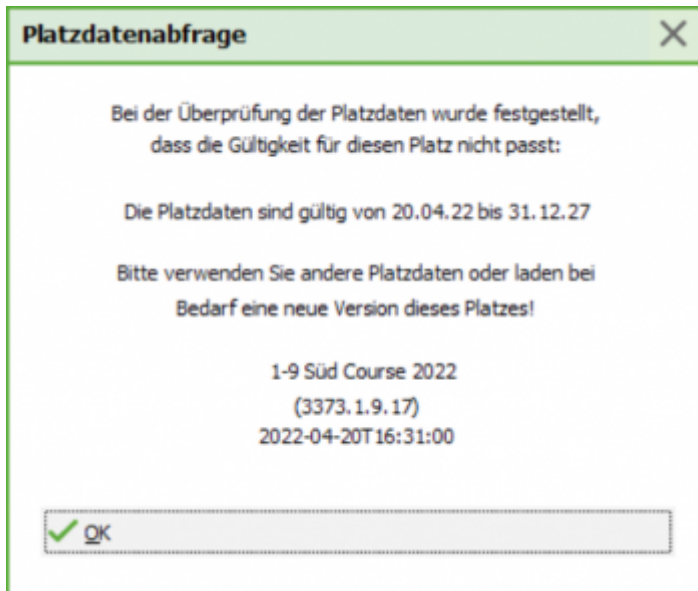 Platzdatenabfrage
Bei der Überprüfung der Platzdaten wurde festgestellt,
dass die Gültigkeit für diesen Platz nicht passt:
Die Platzdaten sind gültig von 20.04.22 bis 31.12.27
Bitte verwenden Sie andere Platzdaten oder laden bei
Bedarf eine neue Version dieses Platzes!
1-9 Süd Course 2022
(3373.1.9.17)
2022-04-20T16:31:00
OK